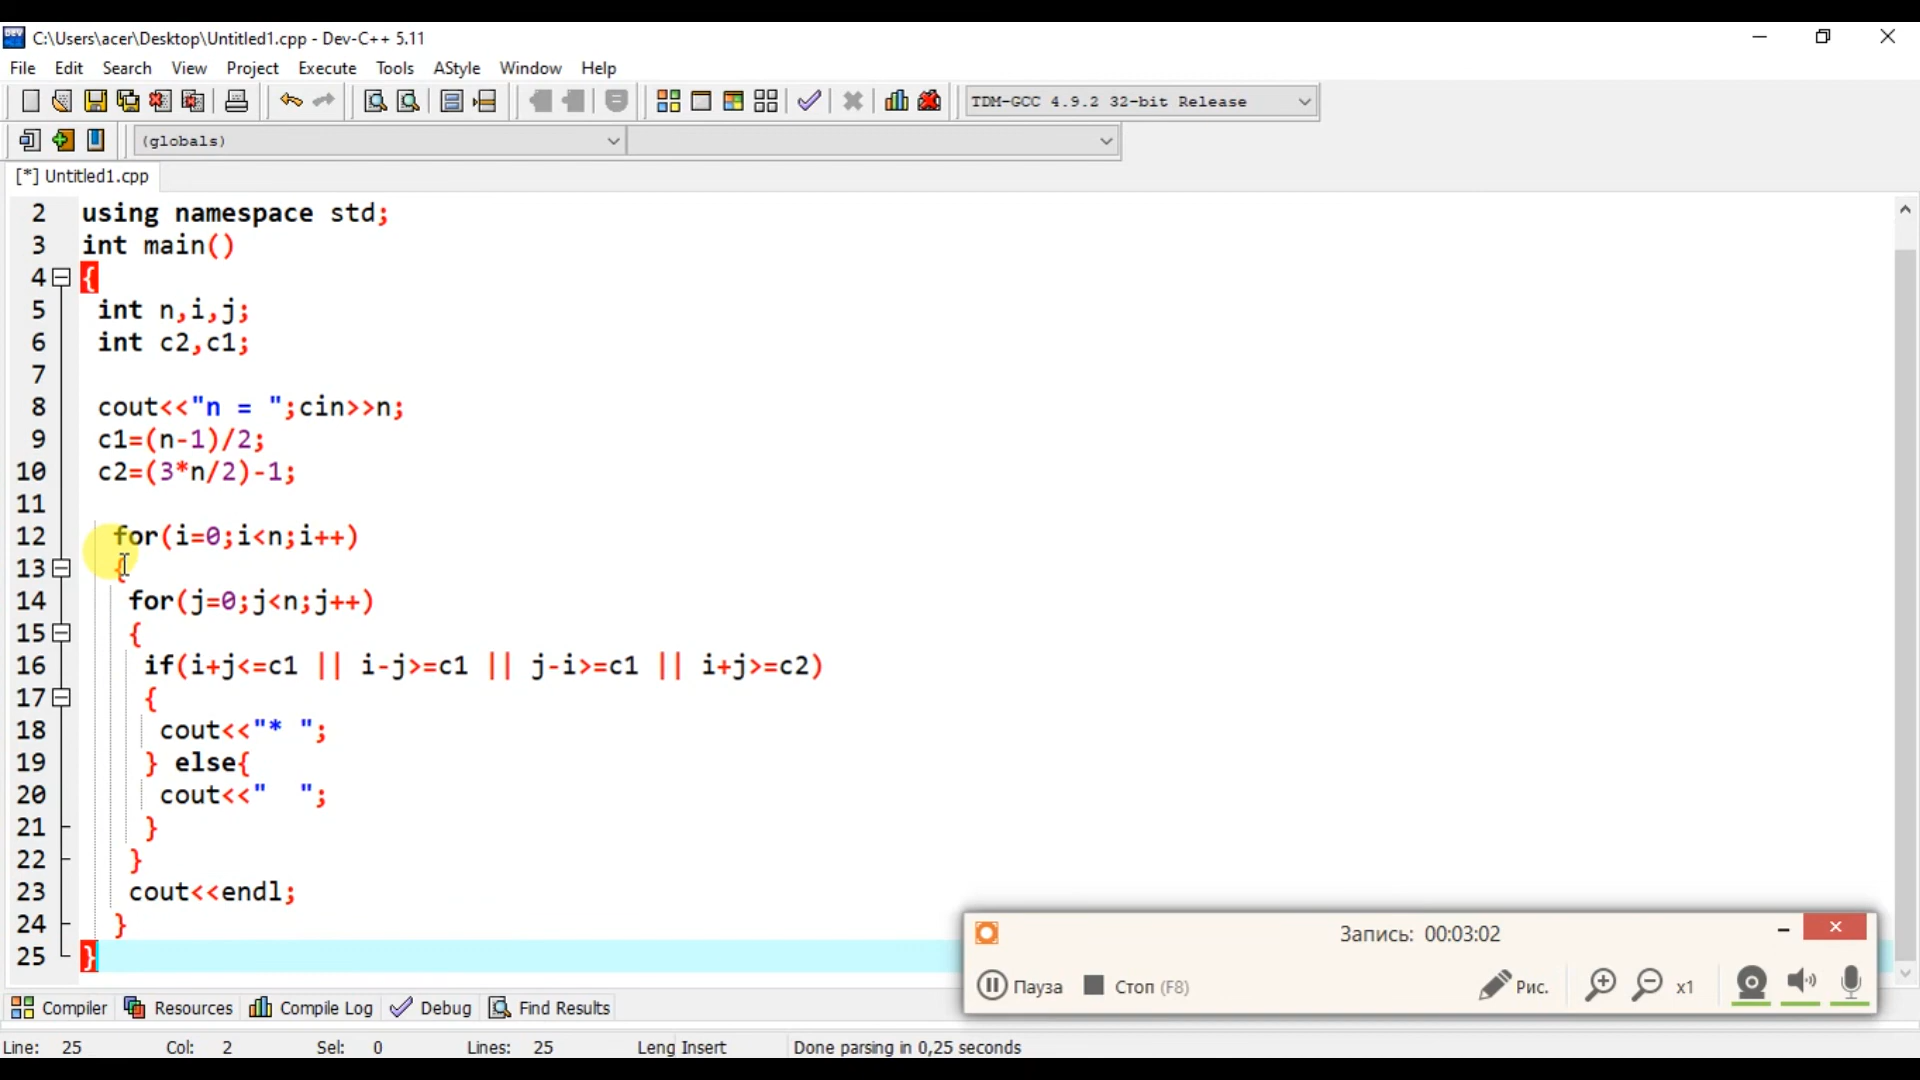 C:\Users\acer\Desktop\Untitled1.cpp - Dev-C++ 5.11
File Edit Search View Project Execute Tools AStyle Window Help
TDM-GCC 4.9.2 32-bit Release
(globals)
[*] Untitled1.cpp
2 using namespace std;
3 int main()
4 {
5 int n,i,j;
6 int c2,c1;
7
8 cout<<"n = ";cin>>n;
9 c1=(n-1)/2;
10 c2=(3*n/2)-1;
11
12 for(i=0;i<n;i++)
13 {
14 for(j=0;j<n;j++)
15 {
16 if(i+j<=c1 || i-j>=c1 || j-i>=c1 || i+j>=c2)
17 {
18 cout<<"* ";
19 } else{
20 cout<<"  ";
21 }
22 }
23 cout<<endl;
24 }
25 }
Запись: 00:03:02
Пауза Стоп (F8) Рис. x1
Compiler Resources Compile Log Debug Find Results
Line: 25 Col: 2 Sel: 0 Lines: 25 Leng Insert Done parsing in 0,25 seconds